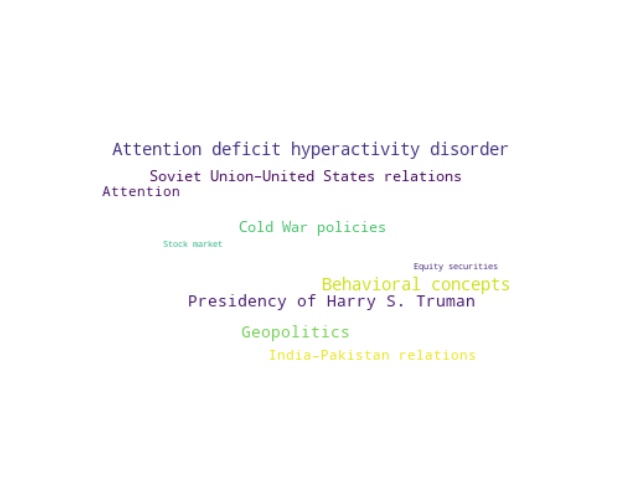 Attention deficit hyperactivity disorder
Soviet Union–United States relations
Attention
Cold War policies
Stock market
Equity securities
Behavioral concepts
Presidency of Harry S. Truman
Geopolitics
India–Pakistan relations